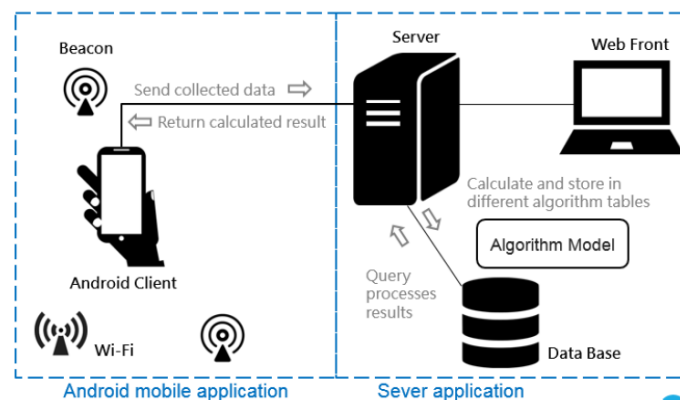 Beacon
Send collected data
Return calculated result
Android Client
Wi-Fi
Android mobile application
Server
Web Front
Calculate and store in
different algorithm tables
Algorithm Model
Query
processes
results
Data Base
Sever application